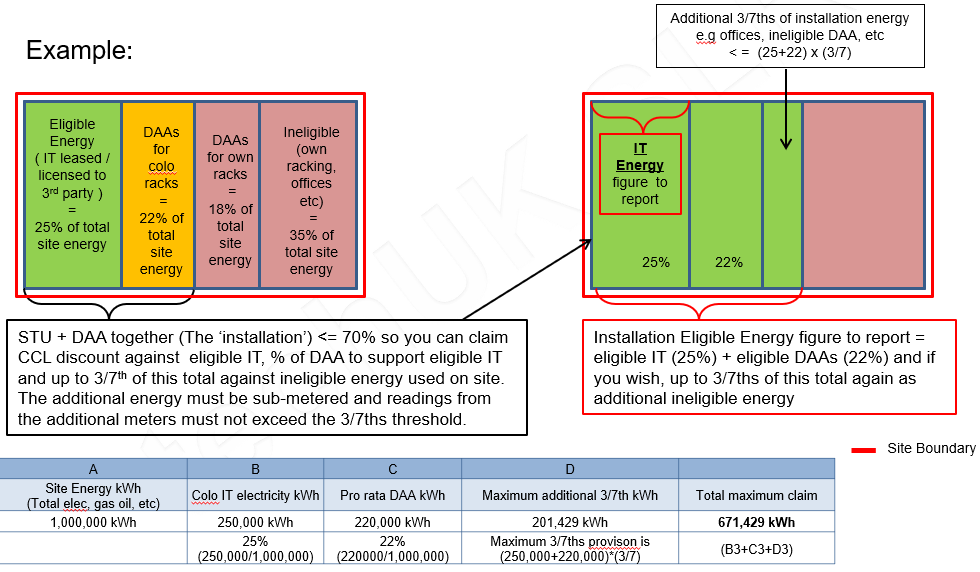 Additional 3/7ths of installation energy
e.g offices, ineligible DAA, etc
< = (25+22) x (3/7)
Example:
Eligible
Energy
( IT leased /
licensed to
3rd party )
=
25% of total
site energy
DAAs
for
colo
racks
=
22% of
total
site
energy
DAAs
for own
racks
=
18% of
total
site
energy
Ineligible
(own
racking,
offices
etc)
=
35% of
total site
energy
IT
Energy
figure to
report
25%
22%
STU + DAA together (The ‘installation’) <= 70% so you can claim
CCL discount against eligible IT, % of DAA to support eligible IT
and up to 3/7th of this total against ineligible energy used on site.
The additional energy must be sub-metered and readings from
the additional meters must not exceed the 3/7ths threshold.
Installation Eligible Energy figure to report =
eligible IT (25%) + eligible DAAs (22%) and if
you wish, up to 3/7ths of this total again as
additional ineligible energy
Site Boundary
A B C D
Site Energy kWh
(Total elec, gas oil, etc)
Colo IT electricity kWh
Pro rata DAA kWh
Maximum additional 3/7th kWh
Total maximum claim
1,000,000 kWh 250,000 kWh 220,000 kWh 201,429 kWh 671,429 kWh
25%
(250,000/1,000,000)
22%
(220000/1,000,000)
Maximum 3/7ths provison is
(250,000+220,000)*(3/7)
(B3+C3+D3)